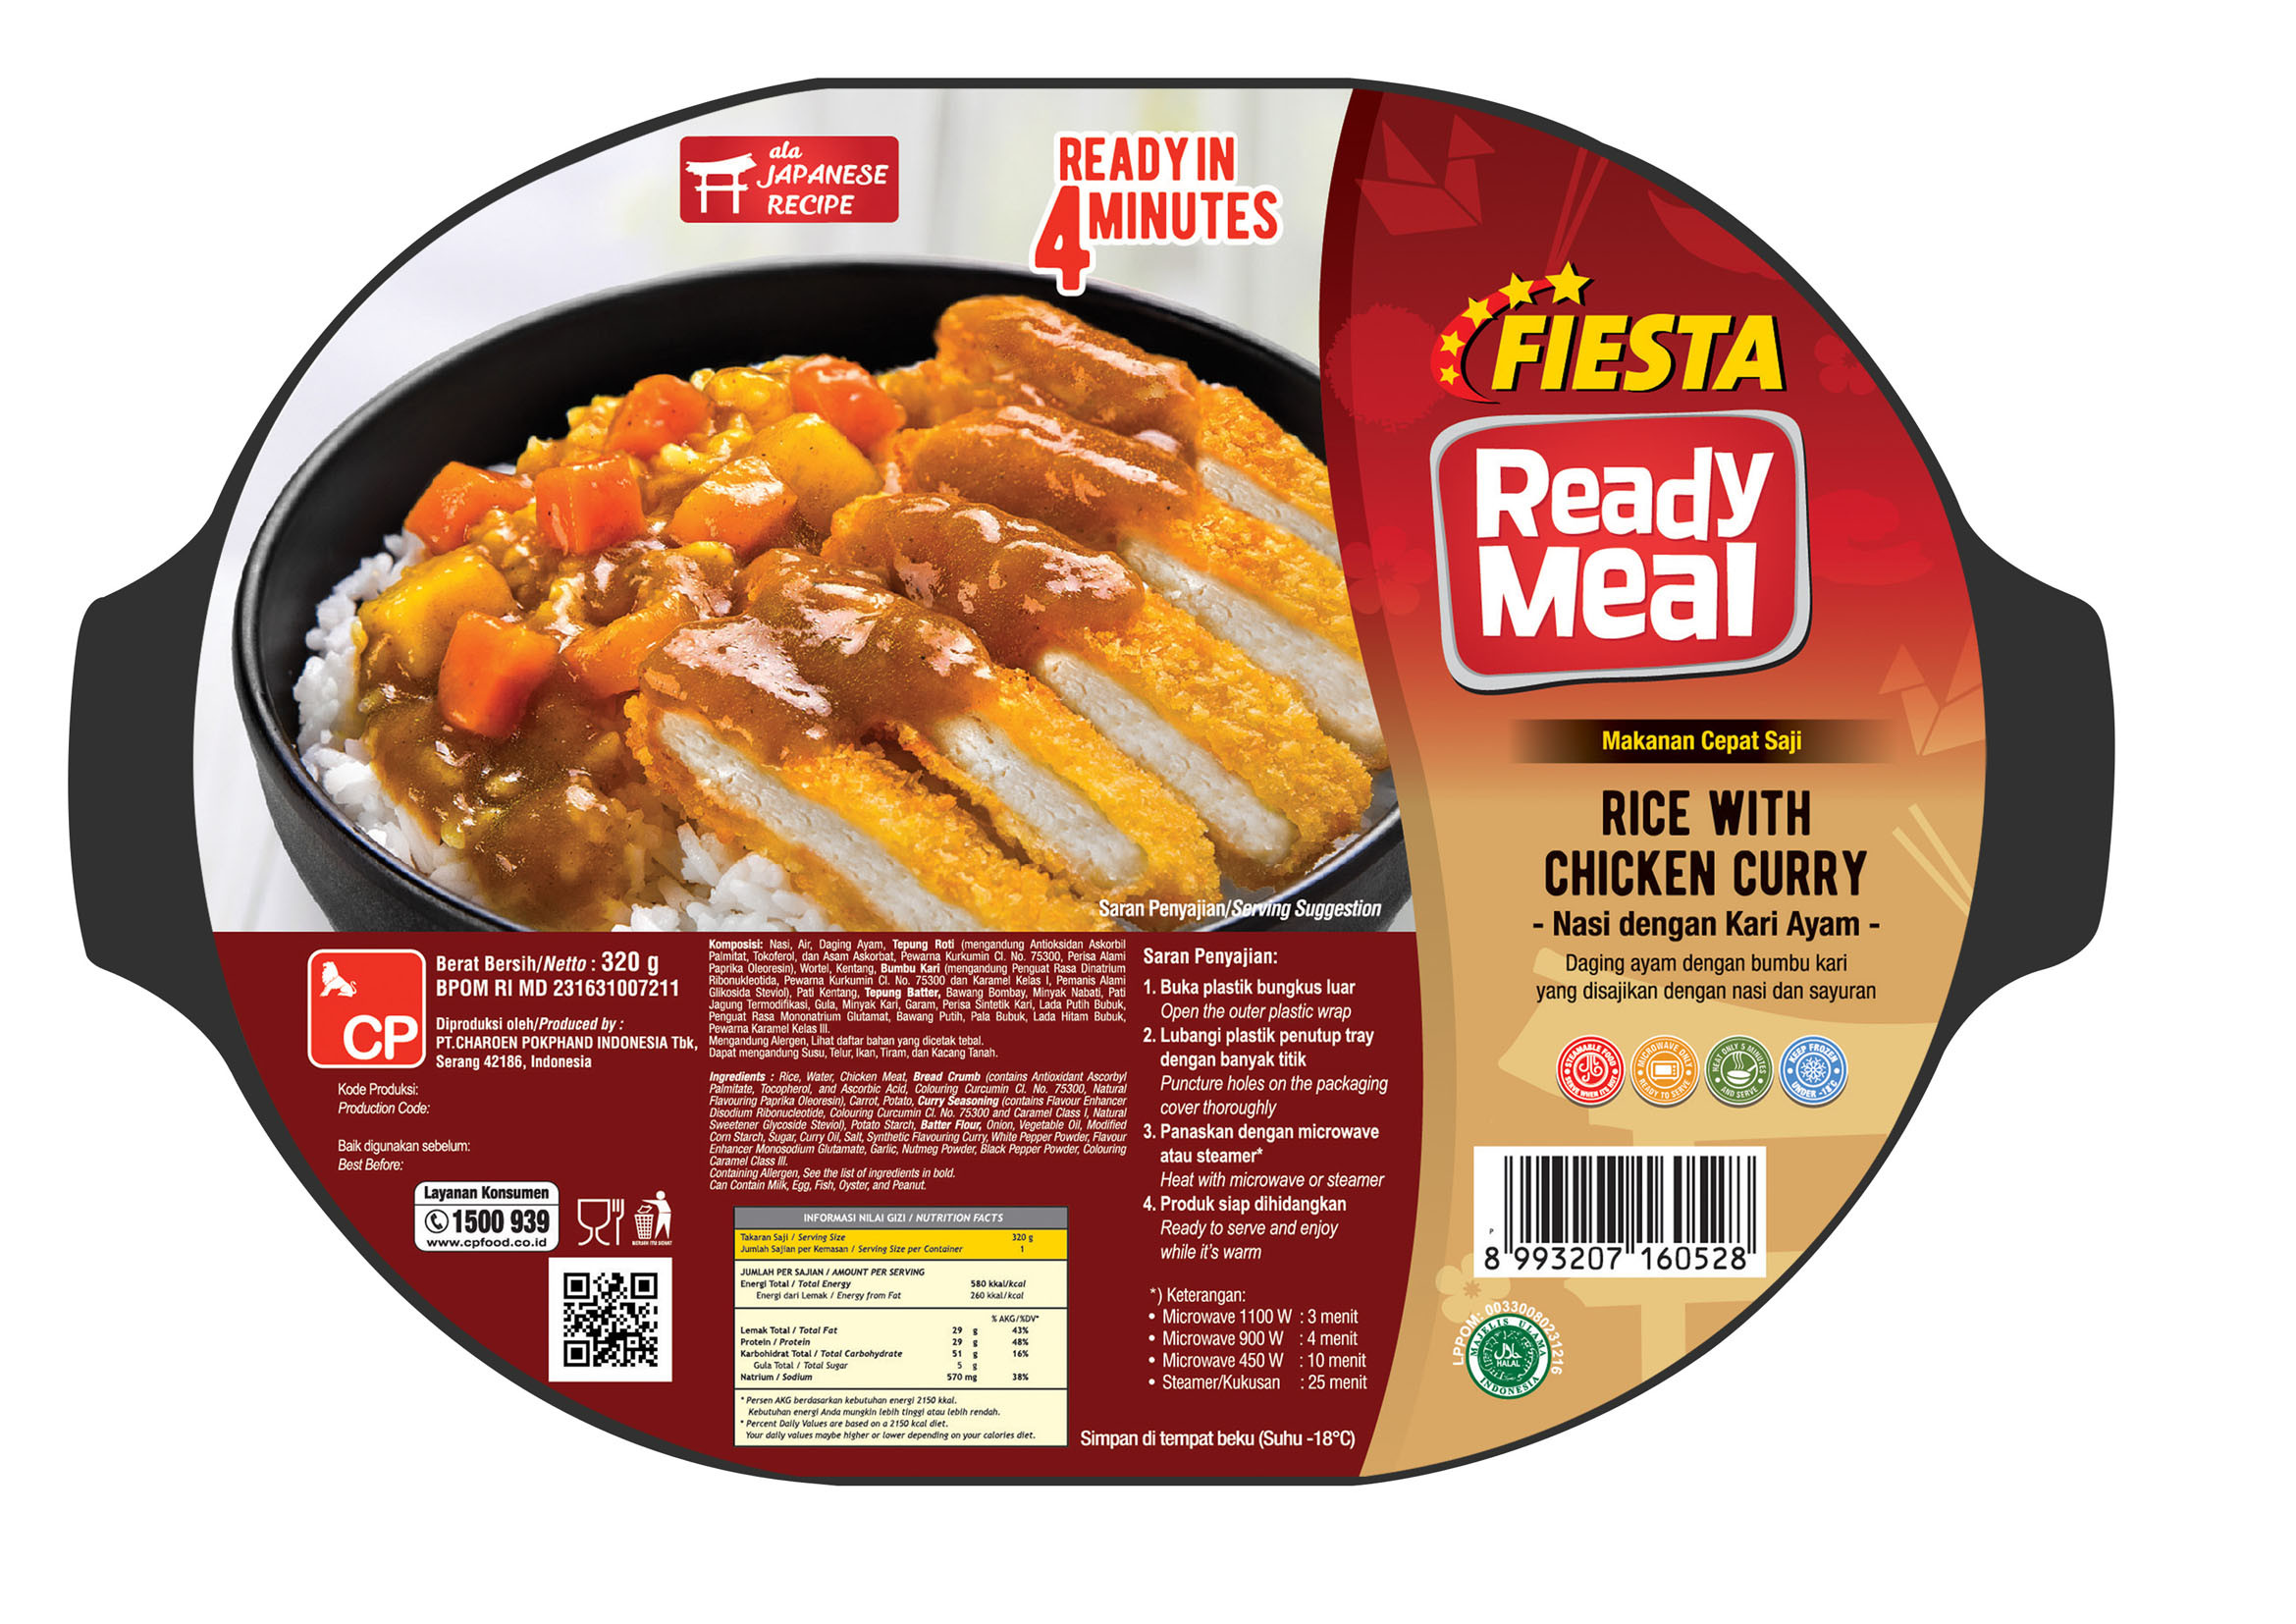 ala
JAPANESE
RECIPE
READY IN
4 MINUTES
FIESTA
Ready
Meal
Makanan Cepat Saji
RICE WITH
CHICKEN CURRY
- Nasi dengan Kari Ayam -
Daging ayam dengan bumbu kari
yang disajikan dengan nasi dan sayuran
STEAMABLE FOOD
MICROWAVE ONLY
READY TO SERVE
HEAT ONLY 5 MINUTES
AND SERVE
KEEP FROZEN
UNDER -18°C
P
8 993207 160528
LPPOM: 00330080231216
MAJELIS ULAMA
حلال
HALAL
INDONESIA
Saran Penyajian/Serving Suggestion
CP
Berat Bersih/Netto : 320 g
BPOM RI MD 231631007211
Diproduksi oleh/Produced by :
PT.CHAROEN POKPHAND INDONESIA Tbk,
Serang 42186, Indonesia
Kode Produksi:
Production Code:
Baik digunakan sebelum:
Best Before:
Layanan Konsumen
1500 939
www.cpfood.co.id
Komposisi: Nasi, Air, Daging Ayam, Tepung Roti (mengandung Antioksidan Askorbil
Palmitat, Tokoferol, dan Asam Askorbat, Pewarna Kurkumin CI. No. 75300, Perisa Alami
Paprika Oleoresin), Wortel, Kentang, Bumbu Kari (mengandung Penguat Rasa Dinatrium
Ribonukleotida, Pewarna Kurkumin CI. No. 75300 dan Karamel Kelas I, Pemanis Alami
Glikosida Steviol), Pati Kentang, Tepung Batter, Bawang Bombay, Minyak Nabati, Pati
Jagung Termodifikasi, Gula, Minyak Kari, Garam, Perisa Sintetik Kari, Lada Putih Bubuk,
Penguat Rasa Mononatrium Glutamat, Bawang Putih, Pala Bubuk, Lada Hitam Bubuk,
Pewarna Karamel Kelas III.
Mengandung Alergen, Lihat daftar bahan yang dicetak tebal.
Dapat mengandung Susu, Telur, Ikan, Tiram, dan Kacang Tanah.
Ingredients : Rice, Water, Chicken Meat, Bread Crumb (contains Antioxidant Ascorbyl
Palmitate, Tocopherol, and Ascorbic Acid, Colouring Curcumin CI. No. 75300, Natural
Flavouring Paprika Oleoresin), Carrot, Potato, Curry Seasoning (contains Flavour Enhancer
Disodium Ribonucleotide, Colouring Curcumin CI. No. 75300 and Caramel Class I, Natural
Sweetener Glycoside Steviol), Potato Starch, Batter Flour, Onion, Vegetable Oil, Modified
Corn Starch, Sugar, Curry Oil, Salt, Synthetic Flavouring Curry, White Pepper Powder, Flavour
Enhancer Monosodium Glutamate, Garlic, Nutmeg Powder, Black Pepper Powder, Colouring
Caramel Class III.
Containing Allergen, See the list of ingredients in bold.
Can Contain Milk, Egg, Fish, Oyster, and Peanut.
INFORMASI NILAI GIZI / NUTRITION FACTS
Takaran Saji / Serving Size 320 g
Jumlah Sajian per Kemasan / Serving Size per Container 1
JUMLAH PER SAJIAN / AMOUNT PER SERVING
Energi Total / Total Energy 580 kkal/kcal
Energi dari Lemak / Energy from Fat 260 kkal/kcal
% AKG/%DV*
Lemak Total / Total Fat 29 g 43%
Protein / Protein 29 g 48%
Karbohidrat Total / Total Carbohydrate 51 g 16%
Gula Total / Total Sugar 5 g
Natrium / Sodium 570 mg 38%
* Persen AKG berdasarkan kebutuhan energi 2150 kkal.
Kebutuhan energi Anda mungkin lebih tinggi atau lebih rendah.
* Percent Daily Values are based on a 2150 kcal diet.
Your daily values maybe higher or lower depending on your calories diet.
Saran Penyajian:
1. Buka plastik bungkus luar
Open the outer plastic wrap
2. Lubangi plastik penutup tray
dengan banyak titik
Puncture holes on the packaging
cover thoroughly
3. Panaskan dengan microwave
atau steamer*
Heat with microwave or steamer
4. Produk siap dihidangkan
Ready to serve and enjoy
while it's warm
*) Keterangan:
• Microwave 1100 W : 3 menit
• Microwave 900 W : 4 menit
• Microwave 450 W : 10 menit
• Steamer/Kukusan : 25 menit
Simpan di tempat beku (Suhu -18°C)